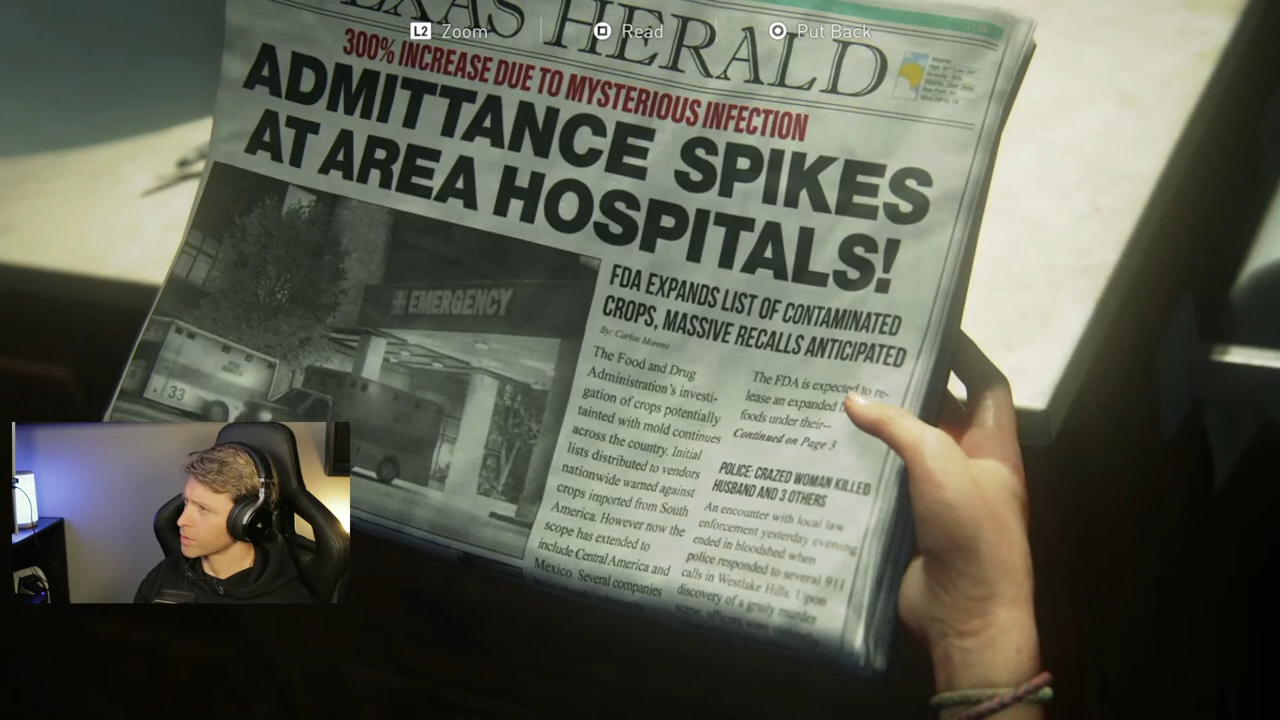 L2 Zoom
Read
Put Back
TEXAS HERALD
300% INCREASE DUE TO MYSTERIOUS INFECTION
ADMITTANCE SPIKES
AT AREA HOSPITALS!
EMERGENCY
33
FDA EXPANDS LIST OF CONTAMINATED
CROPS, MASSIVE RECALLS ANTICIPATED
By: Carlos Moreno
The Food and Drug
Administration's investi-
gation of crops potentially
tainted with mold continues
across the country. Initial
lists distributed to vendors
nationwide warned against
crops imported from South
America. However now the
scope has extended to
include Central America and
Mexico. Several companies
The FDA is expected to re-
lease an expanded
foods under their--
Continued on Page 3
POLICE: CRAZED WOMAN KILLED
HUSBAND AND 3 OTHERS
An encounter with local law
enforcement yesterday evening
ended in bloodshed when
police responded to several 911
calls in Westlake Hills. Upon
discovery of a grisly murder
scene, officers